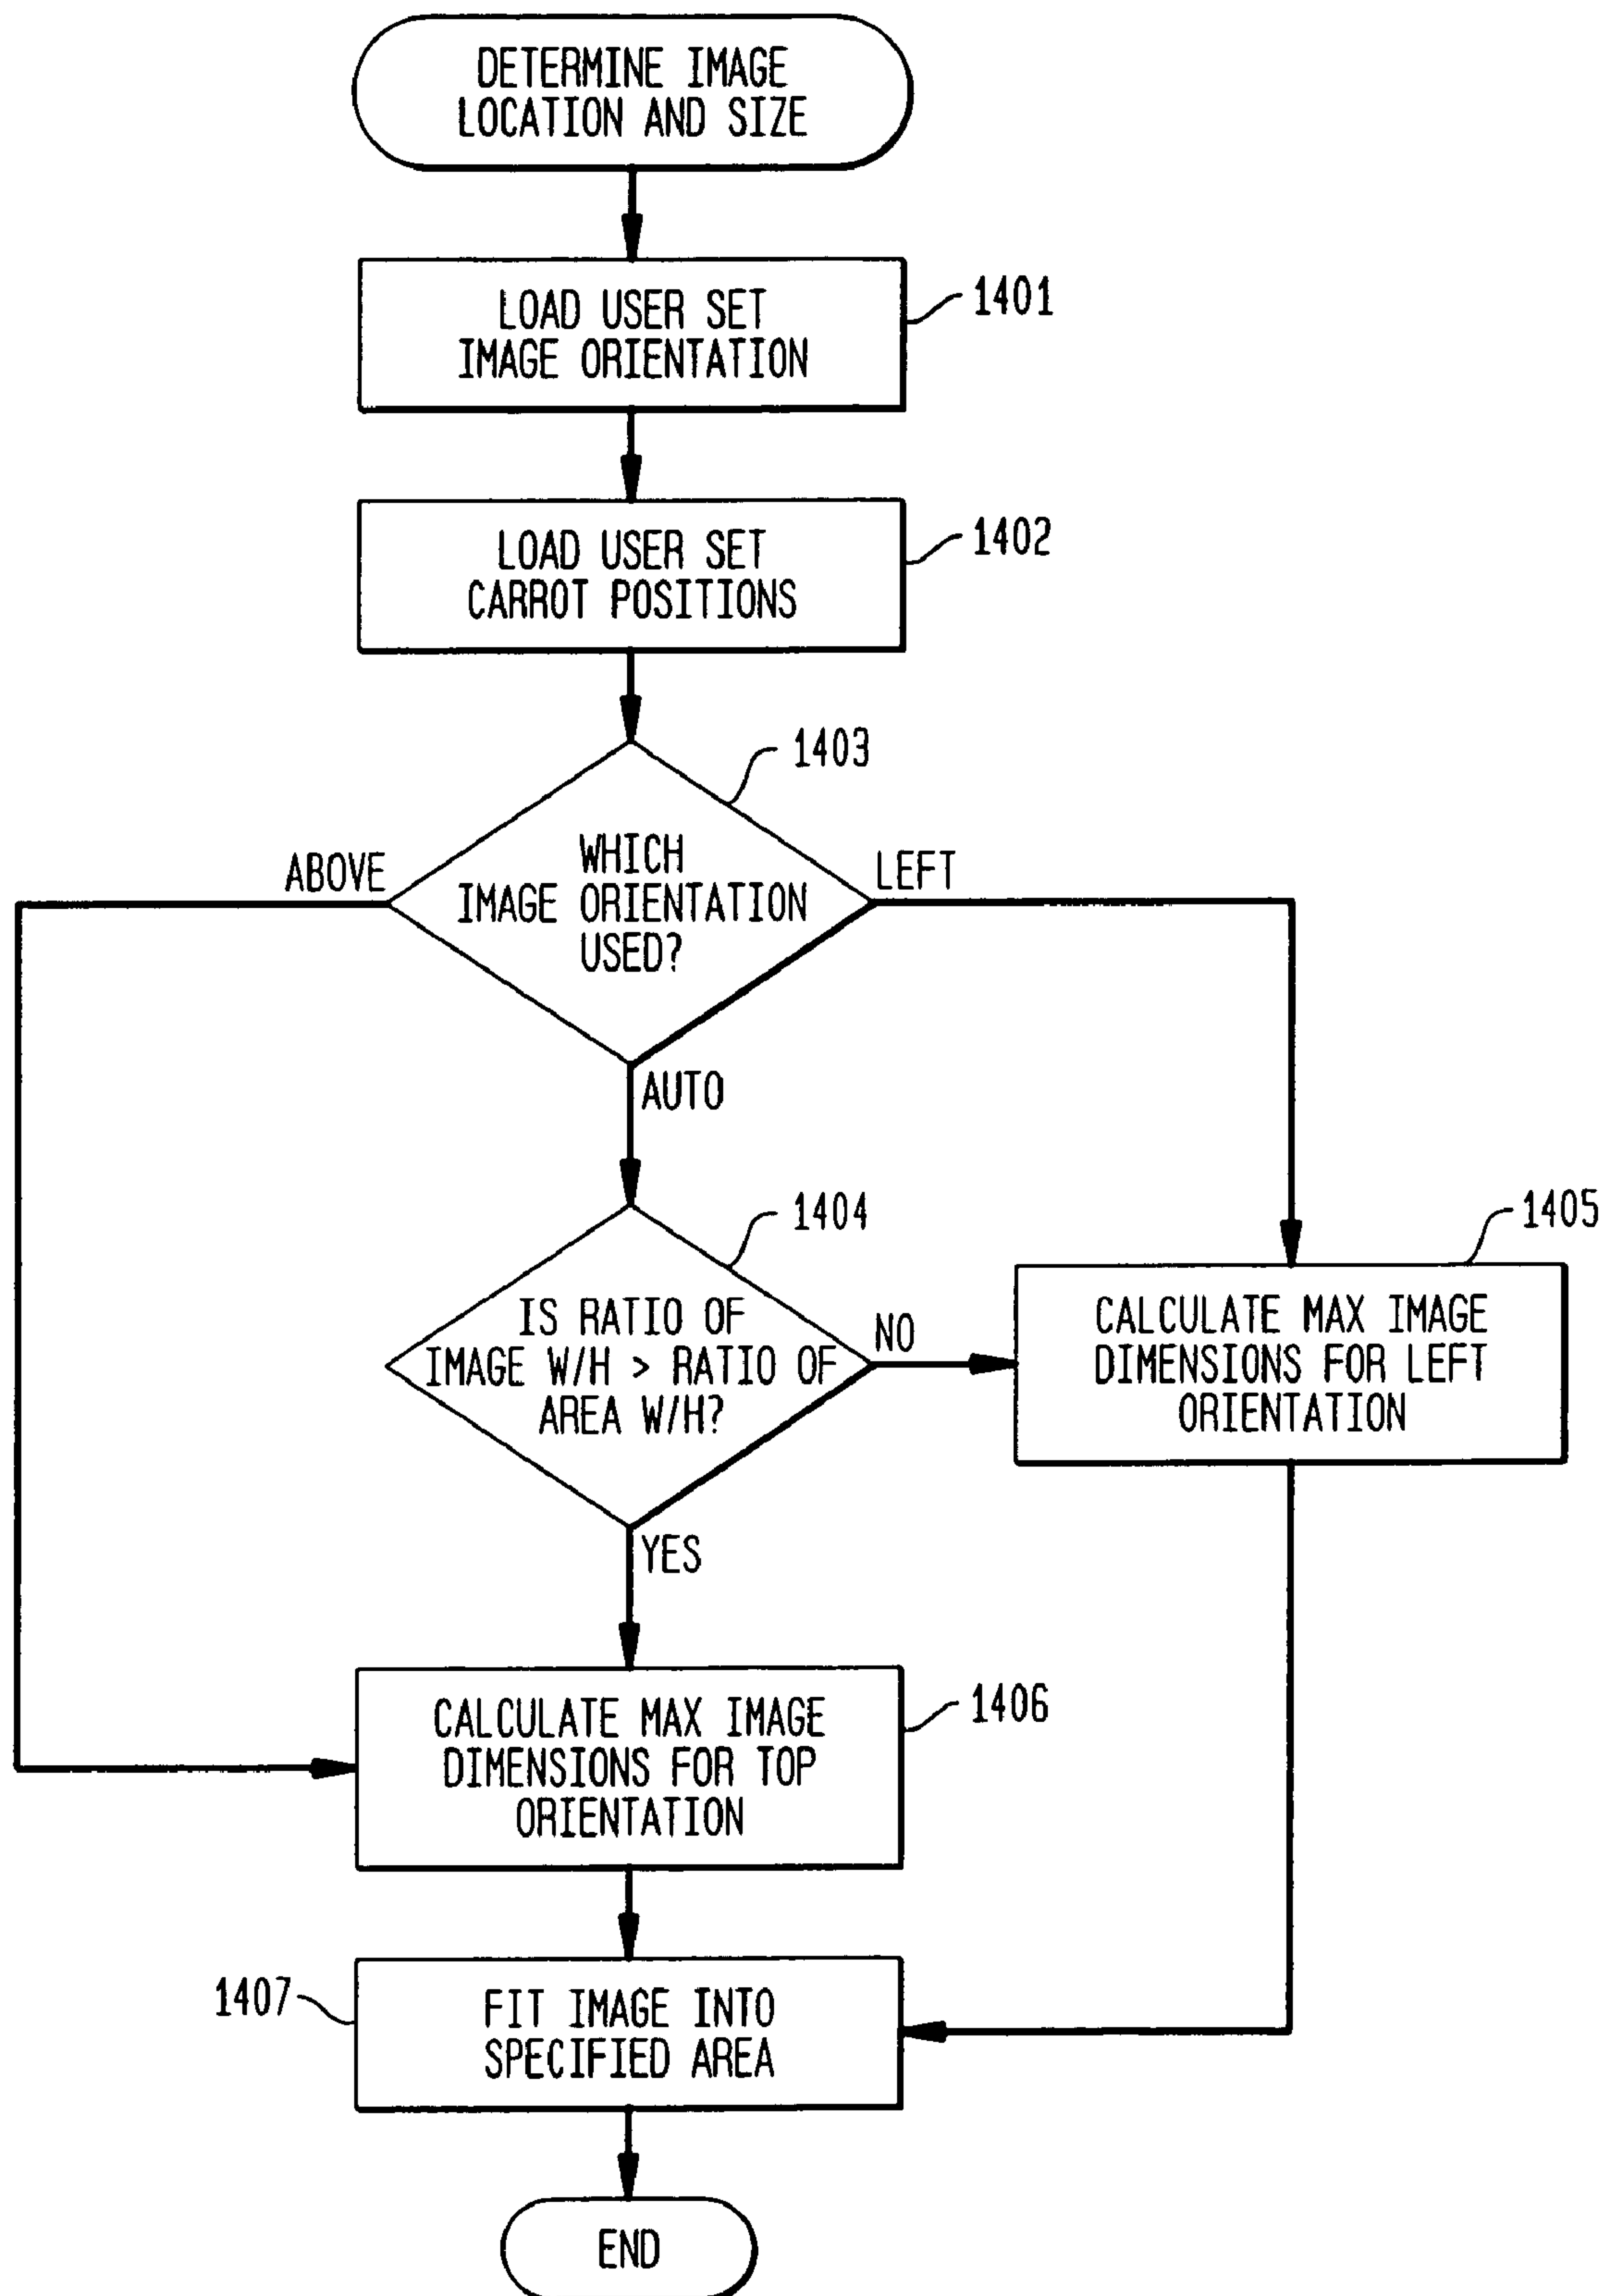 DETERMINE IMAGE
LOCATION AND SIZE
LOAD USER SET
IMAGE ORIENTATION
1401
LOAD USER SET
CARROT POSITIONS
1402
1403
WHICH
IMAGE ORIENTATION
USED?
ABOVE
LEFT
AUTO
1404
IS RATIO OF
IMAGE W/H > RATIO OF
AREA W/H?
NO
YES
1405
CALCULATE MAX IMAGE
DIMENSIONS FOR LEFT
ORIENTATION
CALCULATE MAX IMAGE
DIMENSIONS FOR TOP
ORIENTATION
1406
1407
FIT IMAGE INTO
SPECIFIED AREA
END